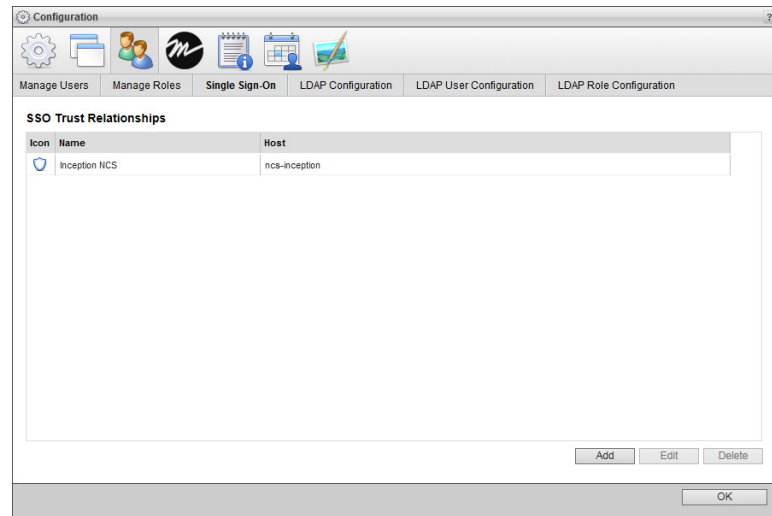 Configuration
?
Manage Users Manage Roles Single Sign-On LDAP Configuration LDAP User Configuration LDAP Role Configuration
SSO Trust Relationships
Icon Name Host
Inception NCS ncs-inception
Add Edit Delete
OK